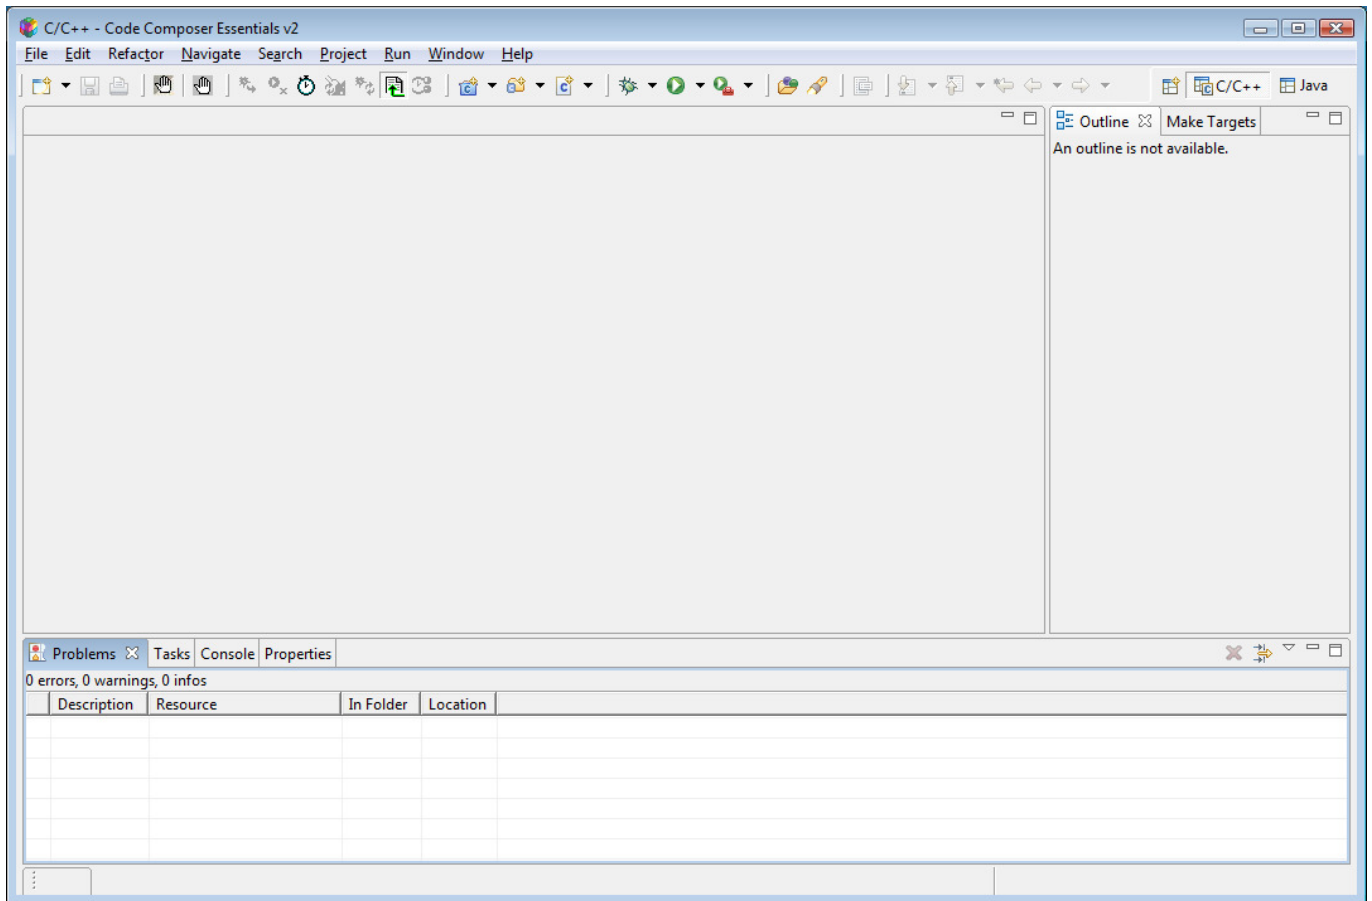 C/C++ - Code Composer Essentials v2
File Edit Refactor Navigate Search Project Run Window Help
C/C++ Java
Outline Make Targets
An outline is not available.
Problems Tasks Console Properties
0 errors, 0 warnings, 0 infos
Description Resource In Folder Location